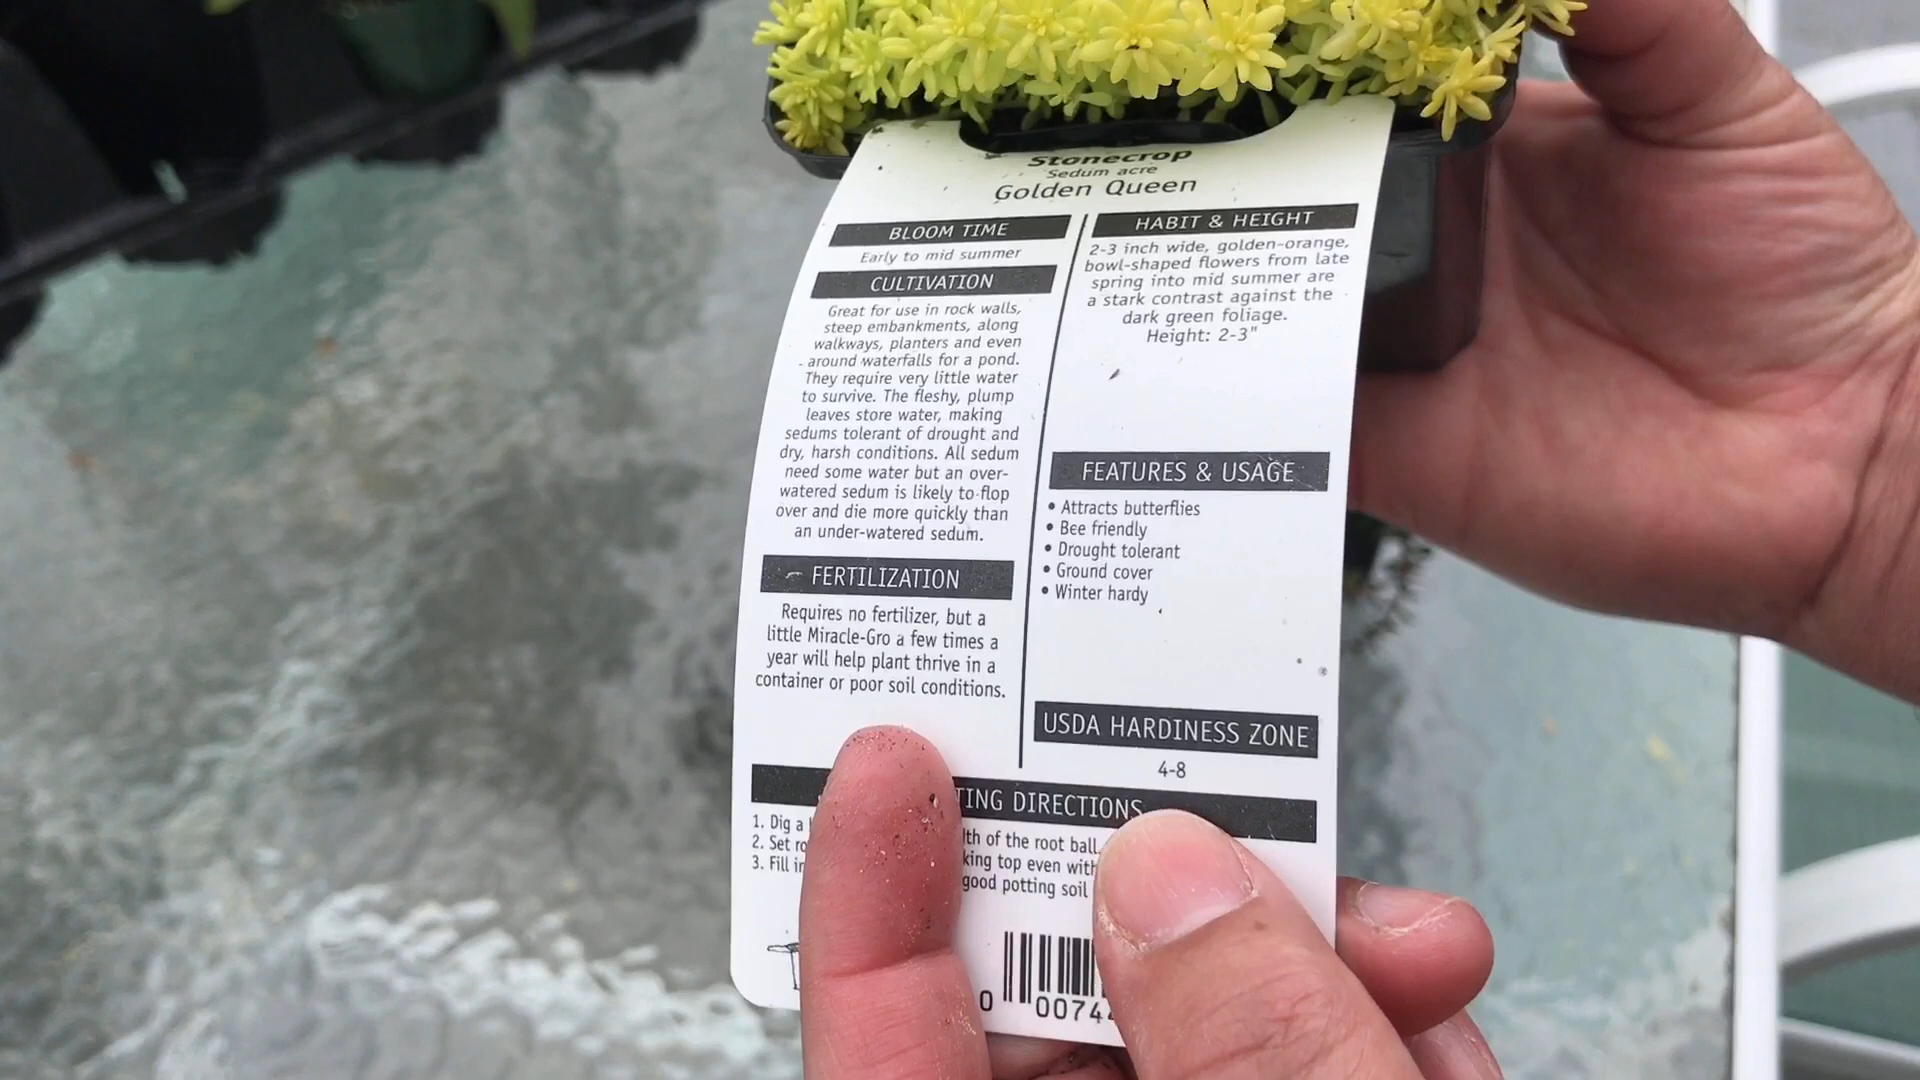 Stonecrop
Sedum acre
Golden Queen
BLOOM TIME
Early to mid summer
CULTIVATION
Great for use in rock walls,
steep embankments, along
walkways, planters and even
around waterfalls for a pond.
They require very little water
to survive. The fleshy, plump
leaves store water, making
sedums tolerant of drought and
dry, harsh conditions. All sedum
need some water but an over-
watered sedum is likely to flop
over and die more quickly than
an under-watered sedum.
FERTILIZATION
Requires no fertilizer, but a
little Miracle-Gro a few times a
year will help plant thrive in a
container or poor soil conditions.
HABIT & HEIGHT
2-3 inch wide, golden-orange,
bowl-shaped flowers from late
spring into mid summer are
a stark contrast against the
dark green foliage.
Height: 2-3"
FEATURES & USAGE
• Attracts butterflies
• Bee friendly
• Drought tolerant
• Ground cover
• Winter hardy
USDA HARDINESS ZONE
4-8
TING DIRECTIONS
1. Dig a of the root ball.
2. Set top even with
3. Fill good potting soil
0 0074